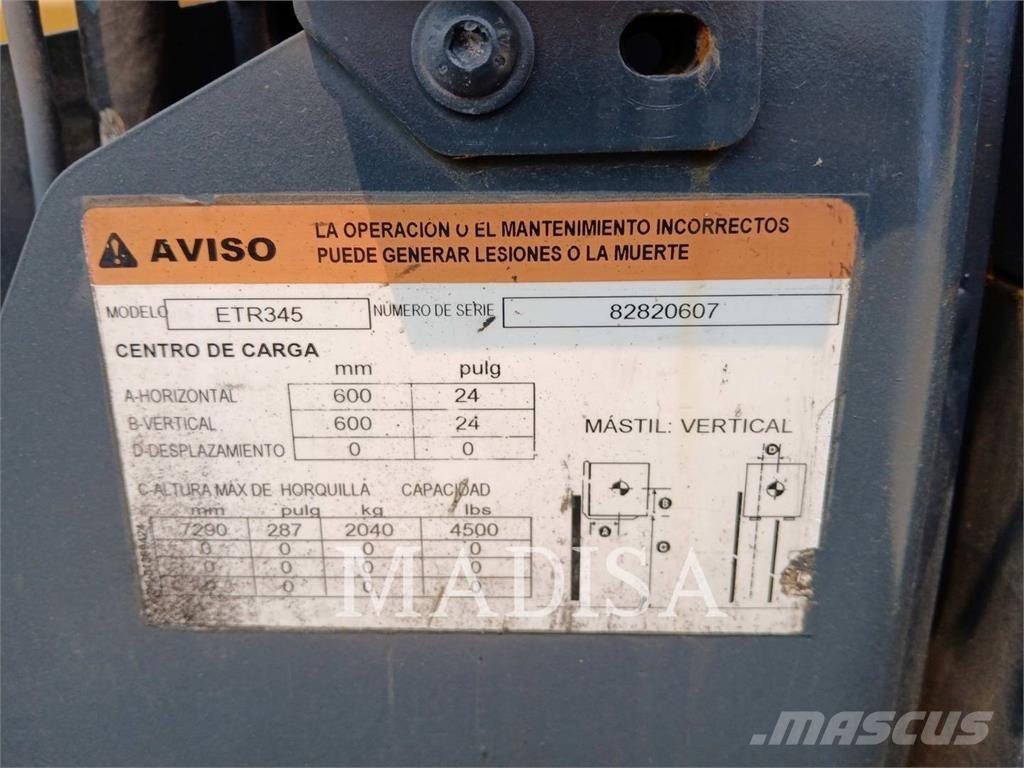 AVISO
LA OPERACIÓN O EL MANTENIMIENTO INCORRECTOS
PUEDE GENERAR LESIONES O LA MUERTE
MODELO ETR345 NÚMERO DE SERIE 82820607
CENTRO DE CARGA
mm pulg
A-HORIZONTAL 600 24
B-VERTICAL 600 24
D-DESPLAZAMIENTO 0 0
MÁSTIL: VERTICAL
D
B
A
C
C-ALTURA MÁX DE HORQUILLA CAPACIDAD
mm pulg kg lbs
7290 287 2040 4500
0 0 0 0
0 0 0 0
0 0 0 0
MADISA
MASCUS